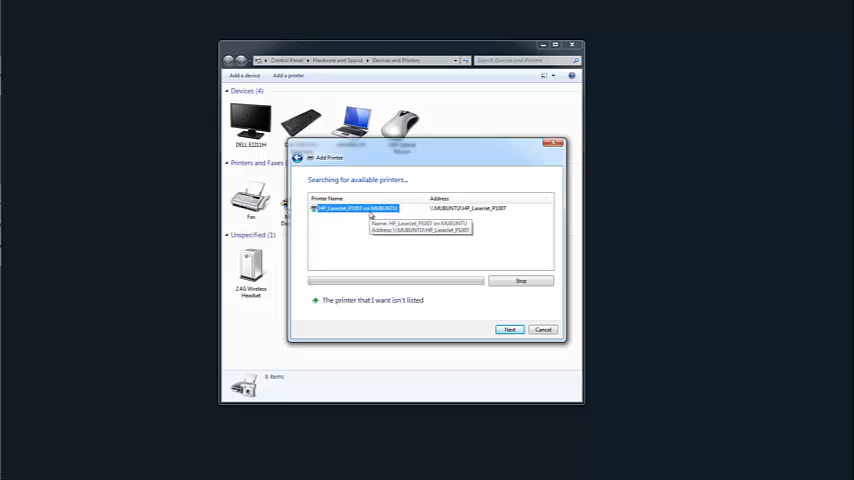 Control Panel
Hardware and Sound
Devices and Printers
Search Devices and Printers
Add a device
Add a printer
Devices (4)
DELL E2211H
Add Printer
Printers and Faxes
Searching for available printers...
Printer Name
Address
HP_LaserJet_P1007 on MUBUNTU
\\MUBUNTU\HP_LaserJet_P1007
Fax
Name: HP_LaserJet_P1007 on MUBUNTU
Address: \\MUBUNTU\HP_LaserJet_P1007
Unspecified (1)
Stop
2.4G Wireless
Headset
The printer that I want isn't listed
Next
Cancel
8 items